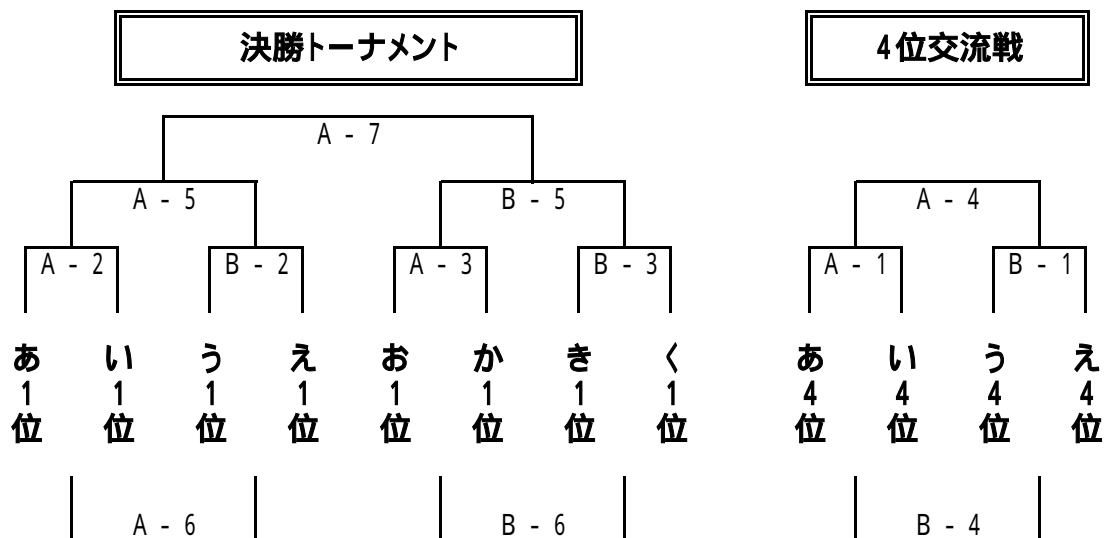 決勝トーナメント
4位交流戦
A - 7
A - 5
B - 5
A - 4
A - 2
B - 2
A - 3
B - 3
A - 1
B - 1
あ1位
い1位
う1位
え1位
お1位
か1位
き1位
く1位
あ4位
い4位
う4位
え4位
A - 6
B - 6
B - 4